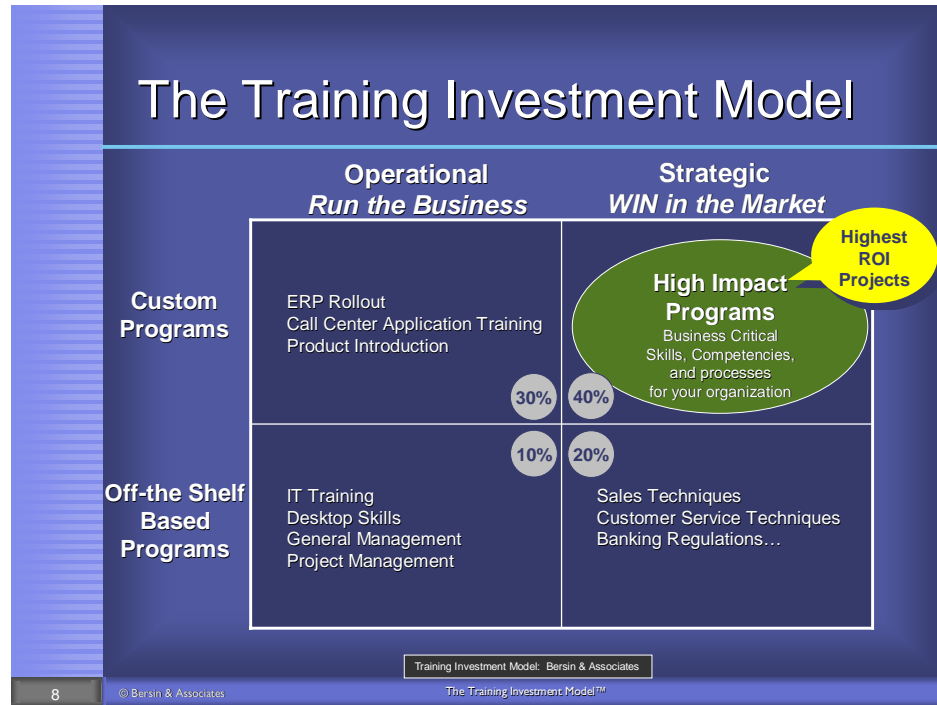 The Training Investment Model
Operational
Run the Business
Strategic
WIN in the Market
Highest
ROI
Projects
Custom
Programs
ERP Rollout
Call Center Application Training
Product Introduction
High Impact
Programs
Business Critical
Skills, Competencies,
and processes
for your organization
30%
40%
10%
20%
Off-the Shelf
Based
Programs
IT Training
Desktop Skills
General Management
Project Management
Sales Techniques
Customer Service Techniques
Banking Regulations…
Training Investment Model: Bersin & Associates
8
© Bersin & Associates
The Training Investment Model™